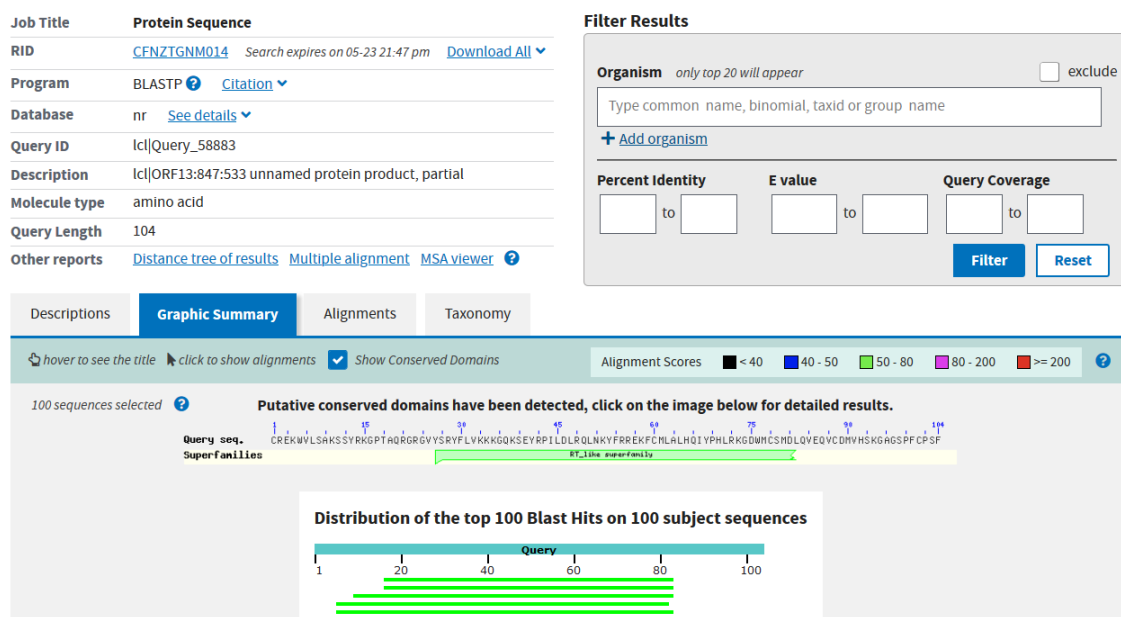 Job Title Protein Sequence
RID CFNZTGNM014 Search expires on 05-23 21:47 pm Download All
Program BLASTP ? Citation
Database nr See details
Query ID lcl|Query_58883
Description lcl|ORF13:847:533 unnamed protein product, partial
Molecule type amino acid
Query Length 104
Other reports Distance tree of results Multiple alignment MSA viewer ?
Filter Results
Organism only top 20 will appear exclude
Type common name, binomial, taxid or group name
+ Add organism
Percent Identity E value Query Coverage
to to to
Filter Reset
Descriptions Graphic Summary Alignments Taxonomy
hover to see the title click to show alignments Show Conserved Domains Alignment Scores < 40 40 - 50 50 - 80 80 - 200 >= 200 ?
100 sequences selected ? Putative conserved domains have been detected, click on the image below for detailed results.
1 15 30 45 60 75 90 104
Query seq. CREKWVLSAKSSYRKGPTAQRGRGVYSRYFLVKKKGQKSEYRPILDLRQLNKYFRREKFCMLALHQIYPHLRKGDWMCSMDLQVEQVCDMVHSKGAGSPFCPSF
Superfamilies RT_like superfamily
Distribution of the top 100 Blast Hits on 100 subject sequences
Query
1 20 40 60 80 100